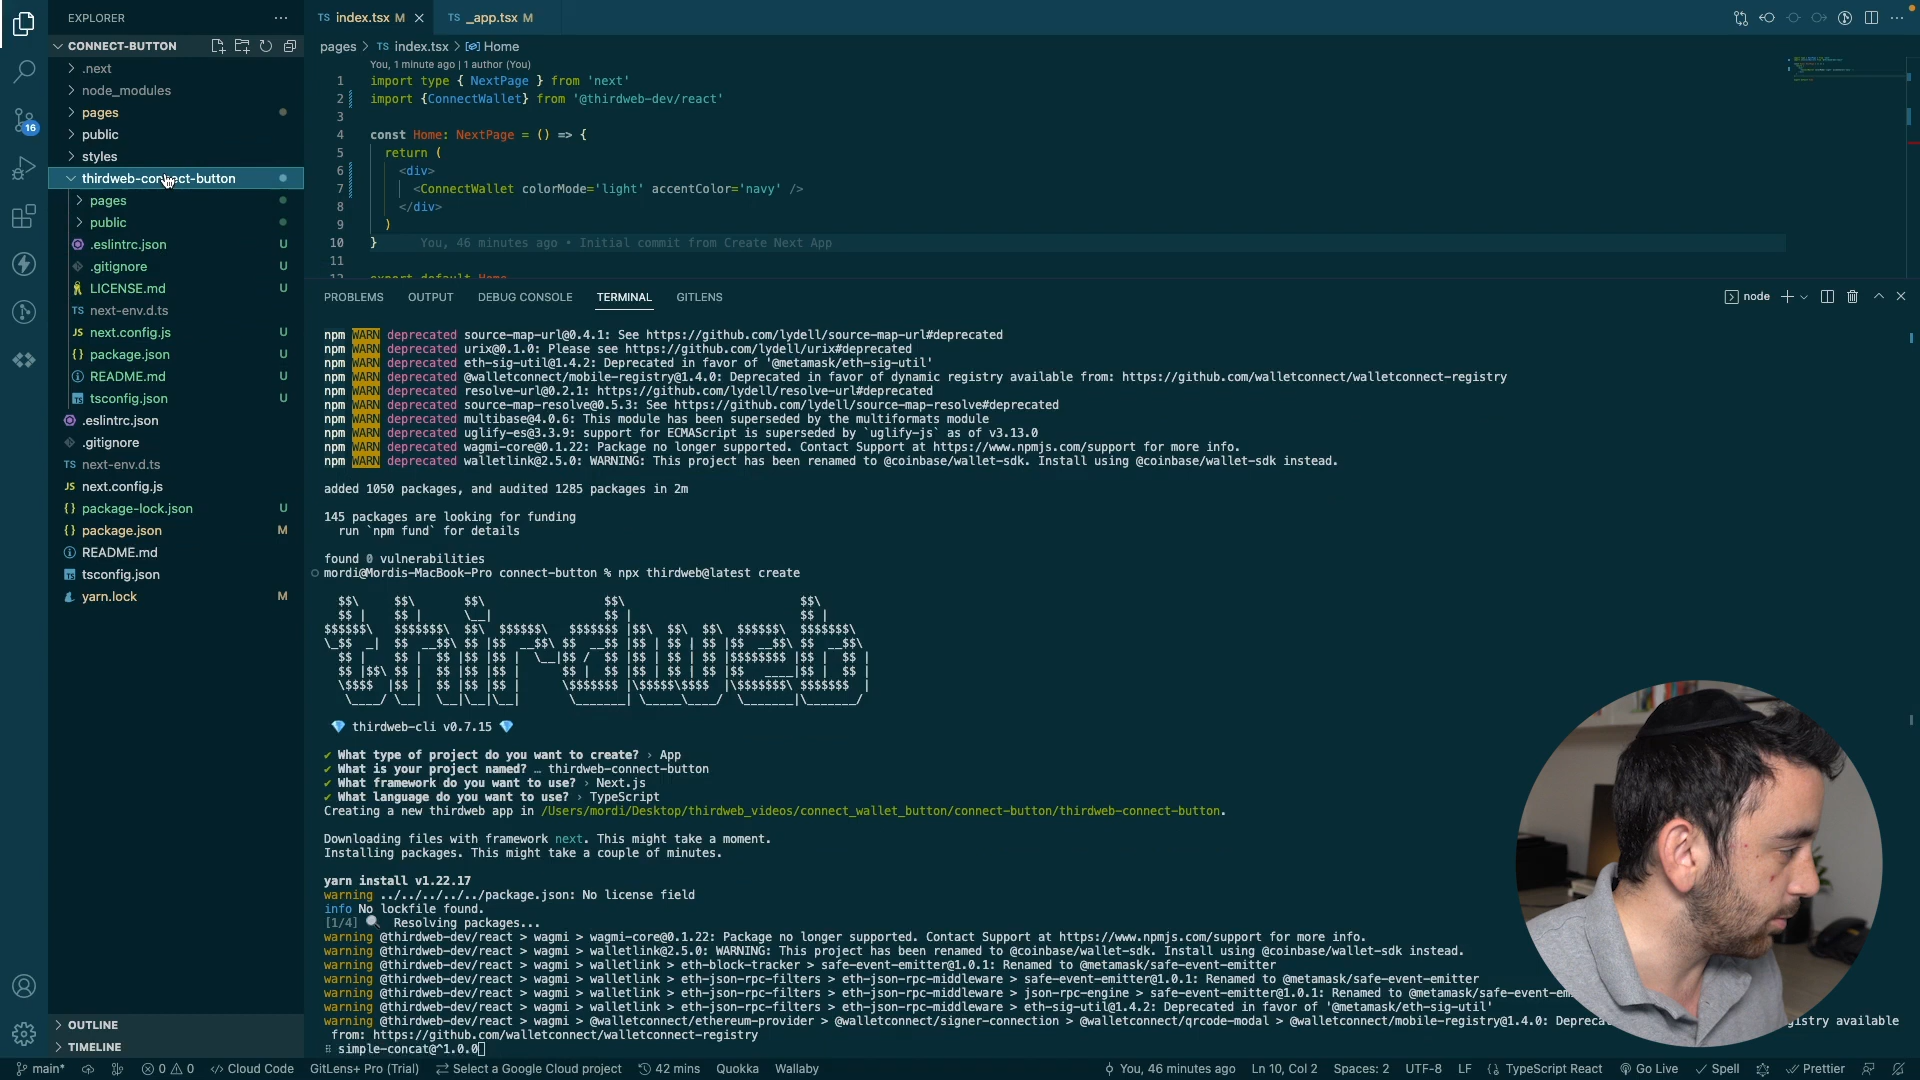 EXPLORER
CONNECT-BUTTON
.next
node_modules
pages
public
styles
thirdweb-connect-button
pages
public
.eslintrc.json U
.gitignore U
LICENSE.md U
TS next-env.d.ts
JS next.config.js U
{} package.json U
README.md U
tsconfig.json U
.eslintrc.json
.gitignore
TS next-env.d.ts
JS next.config.js
{} package-lock.json U
{} package.json M
README.md
tsconfig.json
yarn.lock M
OUTLINE
TIMELINE
16
TS index.tsx M
TS _app.tsx M
pages > TS index.tsx > Home
You, 1 minute ago | 1 author (You)
1 import type { NextPage } from 'next'
2 import {ConnectWallet} from '@thirdweb-dev/react'
3
4 const Home: NextPage = () => {
5 return (
6 <div>
7 <ConnectWallet colorMode='light' accentColor='navy' />
8 </div>
9 )
10 } You, 46 minutes ago • Initial commit from Create Next App
11
12 export default Home
PROBLEMS OUTPUT DEBUG CONSOLE TERMINAL GITLENS
node
npm WARN deprecated source-map-url@0.4.1: See https://github.com/lydell/source-map-url#deprecated
npm WARN deprecated urix@0.1.0: Please see https://github.com/lydell/urix#deprecated
npm WARN deprecated eth-sig-util@1.4.2: Deprecated in favor of '@metamask/eth-sig-util'
npm WARN deprecated @walletconnect/mobile-registry@1.4.0: Deprecated in favor of dynamic registry available from: https://github.com/walletconnect/walletconnect-registry
npm WARN deprecated resolve-url@0.2.1: https://github.com/lydell/resolve-url#deprecated
npm WARN deprecated source-map-resolve@0.5.3: See https://github.com/lydell/source-map-resolve#deprecated
npm WARN deprecated multibase@4.0.6: This module has been superseded by the multiformats module
npm WARN deprecated uglify-es@3.3.9: support for ECMAScript is superseded by `uglify-js` as of v3.13.0
npm WARN deprecated wagmi-core@0.1.22: Package no longer supported. Contact Support at https://www.npmjs.com/support for more info.
npm WARN deprecated walletlink@2.5.0: WARNING: This project has been renamed to @coinbase/wallet-sdk. Install using @coinbase/wallet-sdk instead.
added 1050 packages, and audited 1285 packages in 2m
145 packages are looking for funding
run `npm fund` for details
found 0 vulnerabilities
mordi@Mordis-MacBook-Pro connect-button % npx thirdweb@latest create
thirdweb
💎 thirdweb-cli v0.7.15 💎
✔ What type of project do you want to create? › App
✔ What is your project named? … thirdweb-connect-button
✔ What framework do you want to use? › Next.js
✔ What language do you want to use? › TypeScript
Creating a new thirdweb app in /Users/mordi/Desktop/thirdweb_videos/connect_wallet_button/connect-button/thirdweb-connect-button.
Downloading files with framework next. This might take a moment.
Installing packages. This might take a couple of minutes.
yarn install v1.22.17
warning ../../../../../package.json: No license field
info No lockfile found.
[1/4] 🔍 Resolving packages...
warning @thirdweb-dev/react > wagmi > wagmi-core@0.1.22: Package no longer supported. Contact Support at https://www.npmjs.com/support for more info.
warning @thirdweb-dev/react > wagmi > walletlink@2.5.0: WARNING: This project has been renamed to @coinbase/wallet-sdk. Install using @coinbase/wallet-sdk instead.
warning @thirdweb-dev/react > wagmi > walletlink > eth-block-tracker > safe-event-emitter@1.0.1: Renamed to @metamask/safe-event-emitter
warning @thirdweb-dev/react > wagmi > walletlink > eth-json-rpc-filters > eth-json-rpc-middleware > safe-event-emitter@1.0.1: Renamed to @metamask/safe-event-emitter
warning @thirdweb-dev/react > wagmi > walletlink > eth-json-rpc-filters > eth-json-rpc-middleware > json-rpc-engine > safe-event-emitter@1.0.1: Renamed to @metamask/safe-event-em
warning @thirdweb-dev/react > wagmi > walletlink > eth-json-rpc-filters > eth-json-rpc-middleware > eth-sig-util@1.4.2: Deprecated in favor of '@metamask/eth-sig-util'
warning @thirdweb-dev/react > wagmi > @walletconnect/ethereum-provider > @walletconnect/signer-connection > @walletconnect/qrcode-modal > @walletconnect/mobile-registry@1.4.0: Depreca istry available
from: https://github.com/walletconnect/walletconnect-registry
⠿ simple-concat@^1.0.0
main* 0 0 Cloud Code GitLens+ Pro (Trial) Select a Google Cloud project 42 mins Quokka Wallaby You, 46 minutes ago Ln 10, Col 2 Spaces: 2 UTF-8 LF {} TypeScript React Go Live Spell Prettier